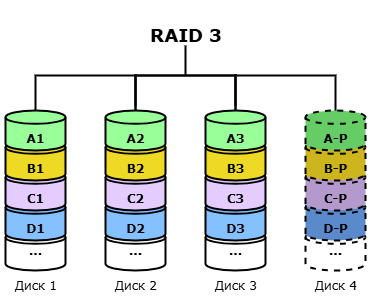 RAID 3
A1 A2 A3 A-P
B1 B2 B3 B-P
C1 C2 C3 C-P
D1 D2 D3 D-P
... ... ... ...
Диск 1 Диск 2 Диск 3 Диск 4